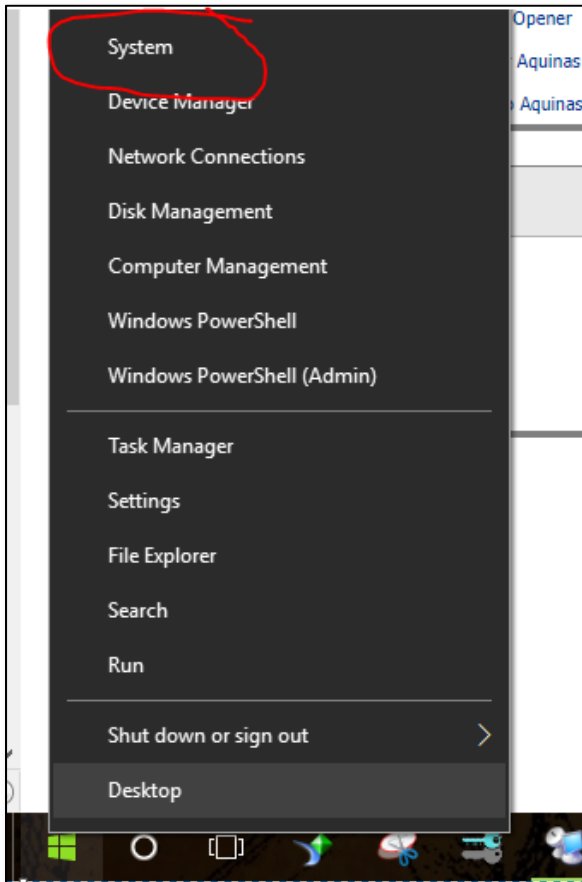 Opener
System
Aquinas
Device Manager
Aquinas
Network Connections
Disk Management
Computer Management
Windows PowerShell
Windows PowerShell (Admin)
Task Manager
Settings
File Explorer
Search
Run
Shut down or sign out
Desktop